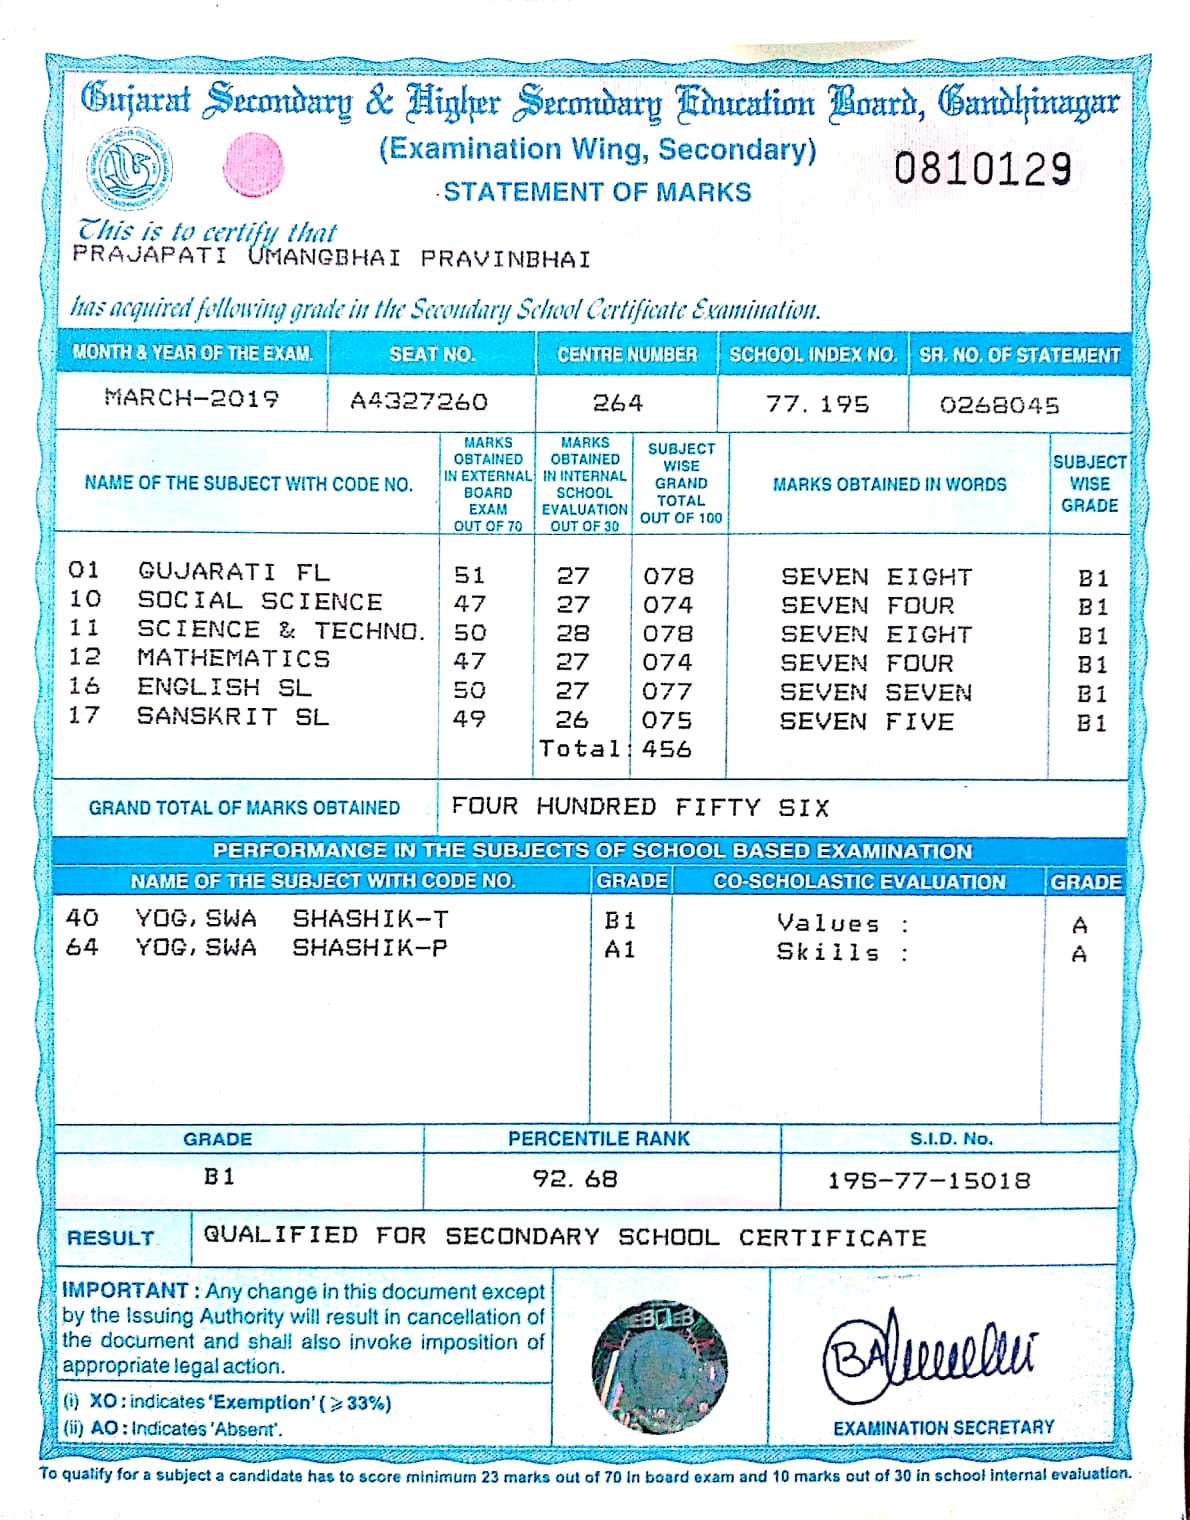 Gujarat Secondary & Higher Secondary Education Board, Gandhinagar
(Examination Wing, Secondary)
0810129
STATEMENT OF MARKS
This is to certify that
PRAJAPATI UMANGBHAI PRAVINBHAI
has acquired following grade in the Secondary School Certificate Examination.
MONTH & YEAR OF THE EXAM. SEAT NO. CENTRE NUMBER SCHOOL INDEX NO. SR. NO. OF STATEMENT
MARCH-2019 A4327260 264 77.195 0268045
NAME OF THE SUBJECT WITH CODE NO.
MARKS
OBTAINED
IN EXTERNAL
BOARD
EXAM
OUT OF 70
MARKS
OBTAINED
IN INTERNAL
SCHOOL
EVALUATION
OUT OF 30
SUBJECT
WISE
GRAND
TOTAL
OUT OF 100
MARKS OBTAINED IN WORDS
SUBJECT
WISE
GRADE
01 GUJARATI FL 51 27 078 SEVEN EIGHT B1
10 SOCIAL SCIENCE 47 27 074 SEVEN FOUR B1
11 SCIENCE & TECHNO. 50 28 078 SEVEN EIGHT B1
12 MATHEMATICS 47 27 074 SEVEN FOUR B1
16 ENGLISH SL 50 27 077 SEVEN SEVEN B1
17 SANSKRIT SL 49 26 075 SEVEN FIVE B1
Total: 456
GRAND TOTAL OF MARKS OBTAINED FOUR HUNDRED FIFTY SIX
PERFORMANCE IN THE SUBJECTS OF SCHOOL BASED EXAMINATION
NAME OF THE SUBJECT WITH CODE NO. GRADE CO-SCHOLASTIC EVALUATION GRADE
40 YOG, SWA SHASHIK-T B1 Values : A
64 YOG, SWA SHASHIK-P A1 Skills : A
GRADE PERCENTILE RANK S.I.D. No.
B1 92.68 19S-77-15018
RESULT QUALIFIED FOR SECONDARY SCHOOL CERTIFICATE
IMPORTANT : Any change in this document except
by the Issuing Authority will result in cancellation of
the document and shall also invoke imposition of
appropriate legal action.
(i) XO : indicates 'Exemption' ( ⩾ 33%)
(ii) AO : Indicates 'Absent'.
EXAMINATION SECRETARY
To qualify for a subject a candidate has to score minimum 23 marks out of 70 in board exam and 10 marks out of 30 in school internal evaluation.